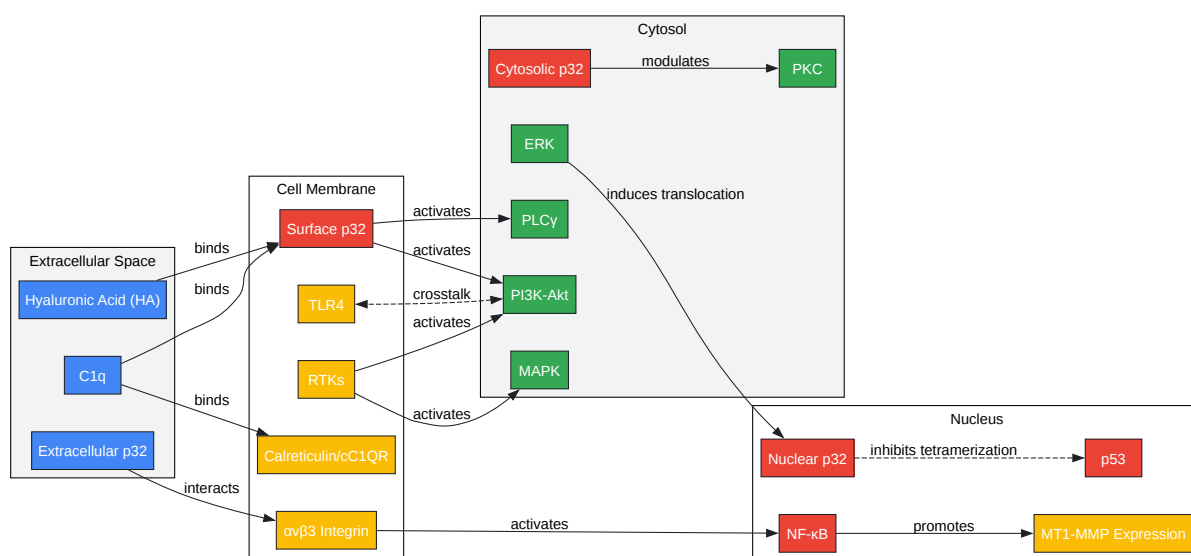 Extracellular Space
Hyaluronic Acid (HA)
C1q
Extracellular p32
binds
binds
binds
interacts
Cell Membrane
Surface p32
TLR4
RTKs
Calreticulin/cC1QR
αvβ3 Integrin
activates
activates
crosstalk
activates
activates
activates
Cytosol
Cytosolic p32
modulates
PKC
ERK
induces translocation
PLCγ
PI3K-Akt
MAPK
Nucleus
Nuclear p32
inhibits tetramerization
p53
NF-κB
promotes
MT1-MMP Expression